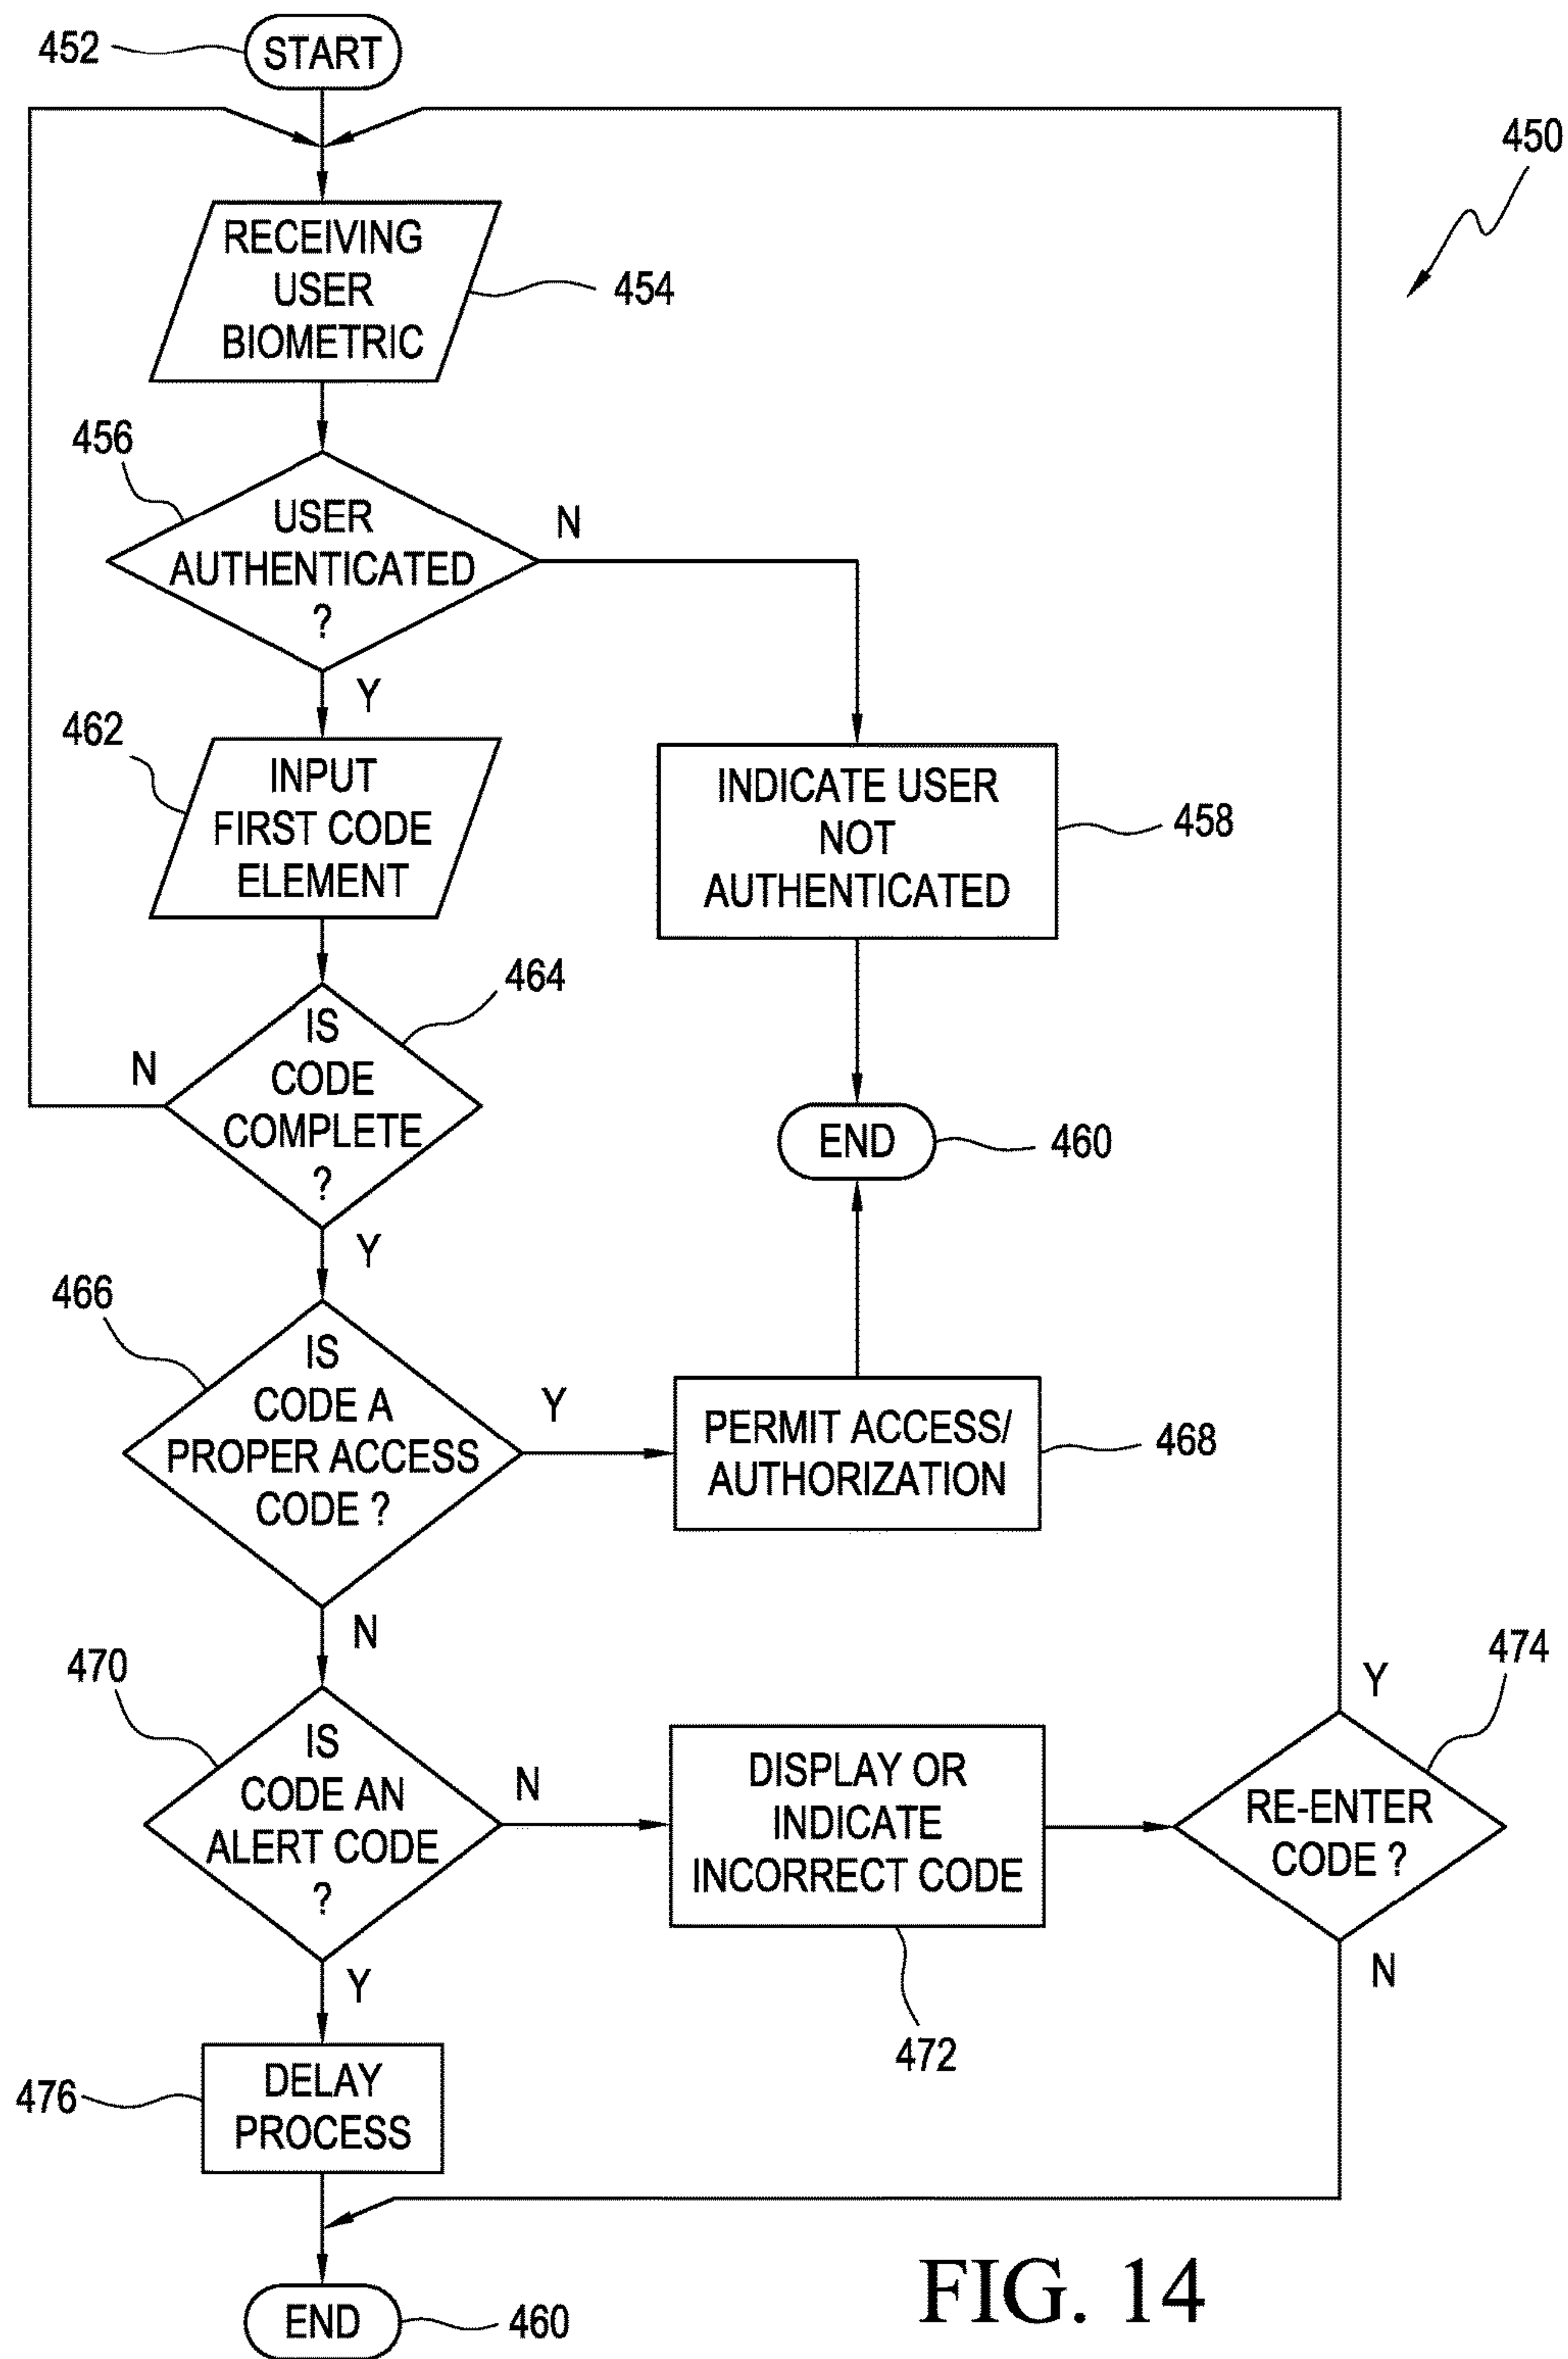 452
START
450
RECEIVING
USER
BIOMETRIC
454
456
USER
AUTHENTICATED
?
N
Y
462
INPUT
FIRST CODE
ELEMENT
INDICATE USER
NOT
AUTHENTICATED
458
464
IS
CODE
COMPLETE
?
N
Y
END
460
466
IS
CODE A
PROPER ACCESS
CODE ?
Y
PERMIT ACCESS/
AUTHORIZATION
468
N
470
IS
CODE AN
ALERT CODE
?
N
DISPLAY OR
INDICATE
INCORRECT CODE
472
Y
474
RE-ENTER
CODE ?
N
Y
476
DELAY
PROCESS
END
460
FIG. 14